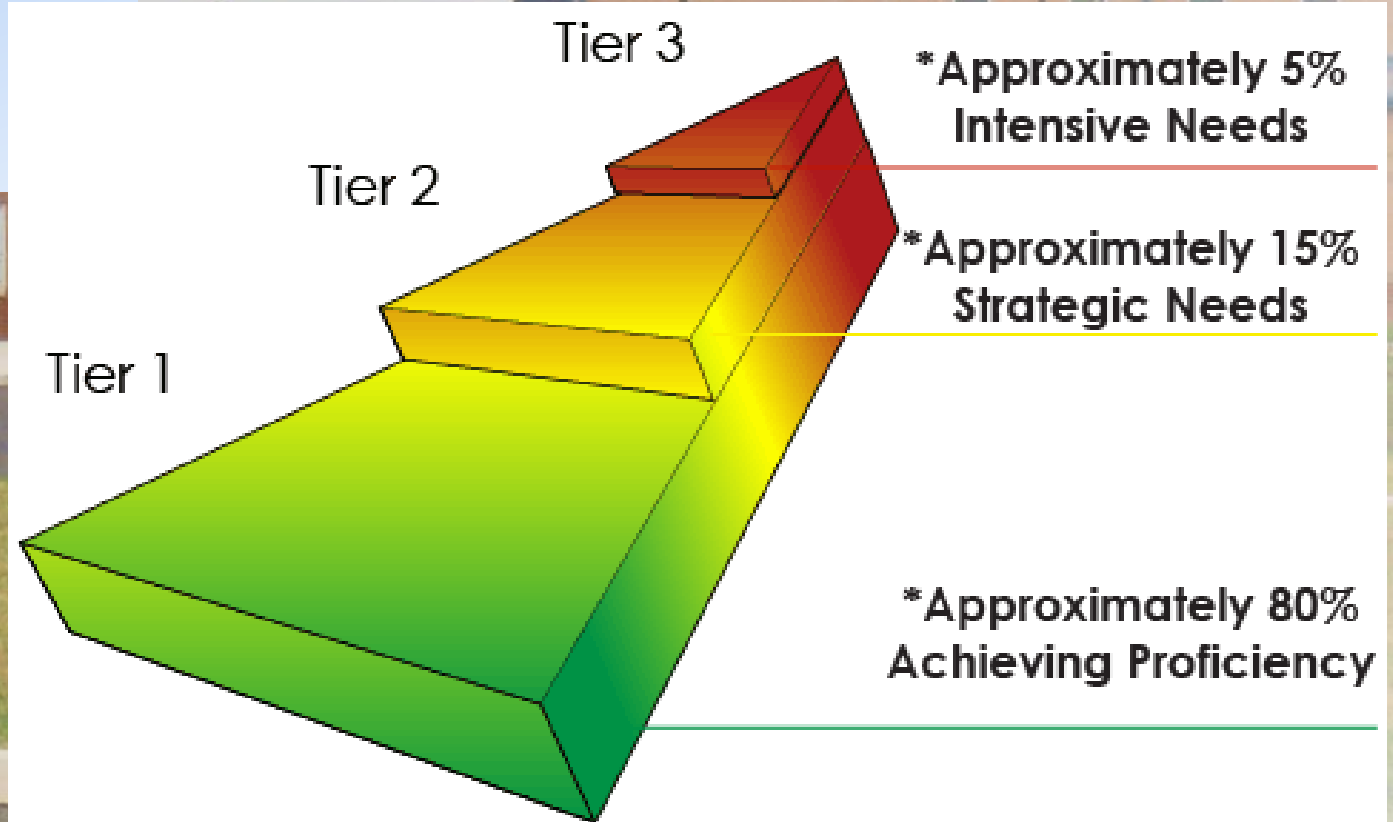 Tier 3
*Approximately 5%
Intensive Needs
Tier 2
*Approximately 15%
Strategic Needs
Tier 1
*Approximately 80%
Achieving Proficiency